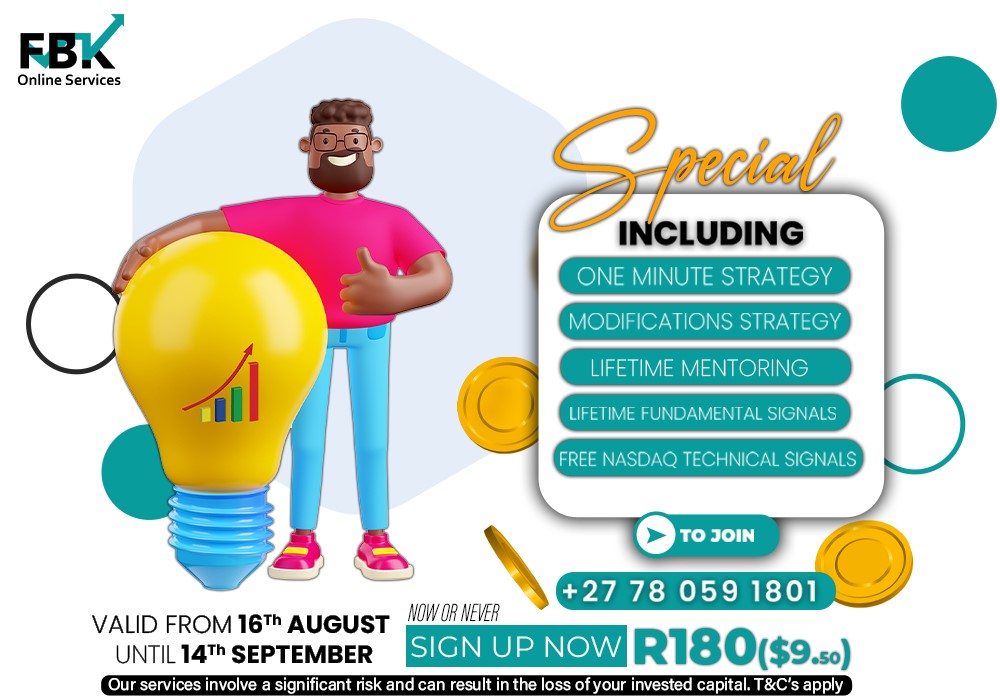 FBK
Online Services
Special
INCLUDING
ONE MINUTE STRATEGY
MODIFICATIONS STRATEGY
LIFETIME MENTORING
LIFETIME FUNDAMENTAL SIGNALS
FREE NASDAQ TECHNICAL SIGNALS
TO JOIN
+27 78 059 1801
VALID FROM 16Th AUGUST
UNTIL 14Th SEPTEMBER
NOW OR NEVER
SIGN UP NOW R180($9.50)
Our services involve a significant risk and can result in the loss of your invested capital. T&C's apply